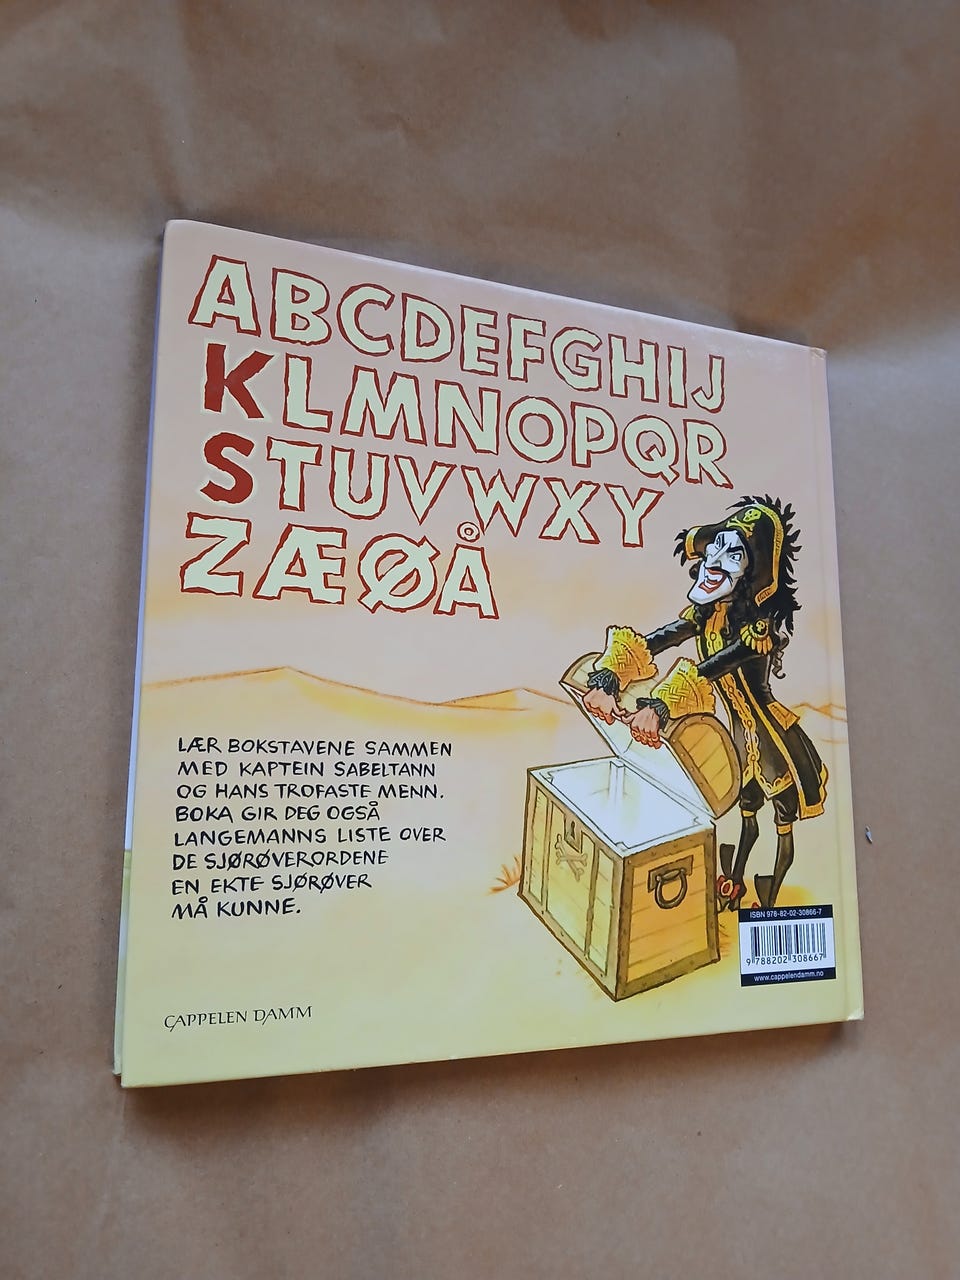 ABCDEFGHIJ
KLMNOPQR
STUVWXY
ZÆØÅ
LÆR BOKSTAVENE SAMMEN
MED KAPTEIN SABELTANN
OG HANS TROFASTE MENN.
BOKA GIR DEG OGSÅ
LANGEMANNS LISTE OVER
DE SJØRØVERORDENE
EN EKTE SJØRØVER
MÅ KUNNE.
CAPPELEN DAMM
ISBN 978-82-02-30866-7
9 788202 308667
www.cappelendamm.no